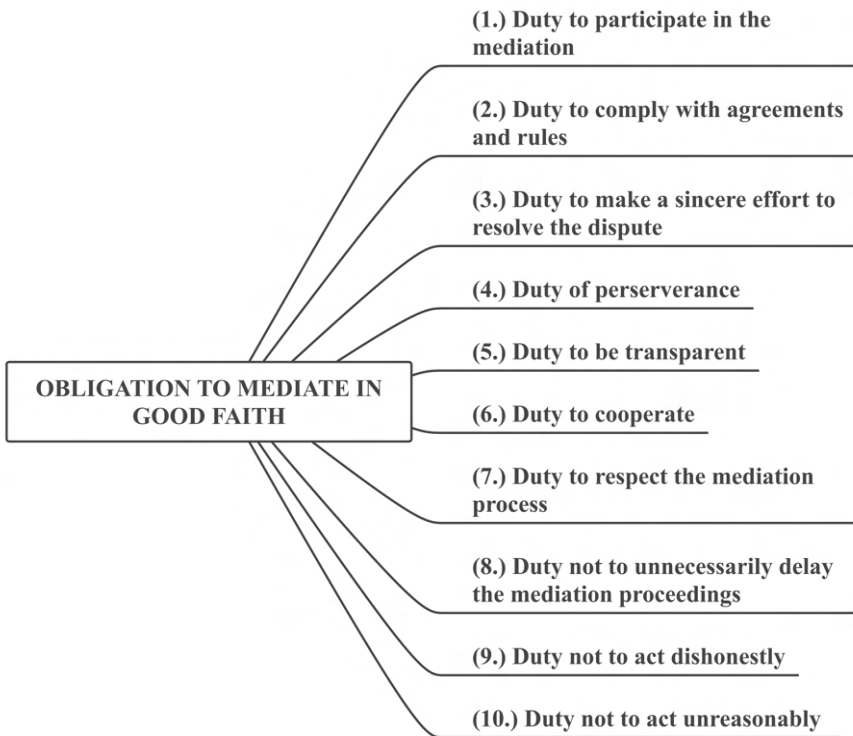 (1.) Duty to participate in the
mediation
(2.) Duty to comply with agreements
and rules
(3.) Duty to make a sincere effort to
resolve the dispute
(4.) Duty of perserverance
(5.) Duty to be transparent
OBLIGATION TO MEDIATE IN
GOOD FAITH
(6.) Duty to cooperate
(7.) Duty to respect the mediation
process
(8.) Duty not to unnecessarily delay
the mediation proceedings
(9.) Duty not to act dishonestly
(10.) Duty not to act unreasonably